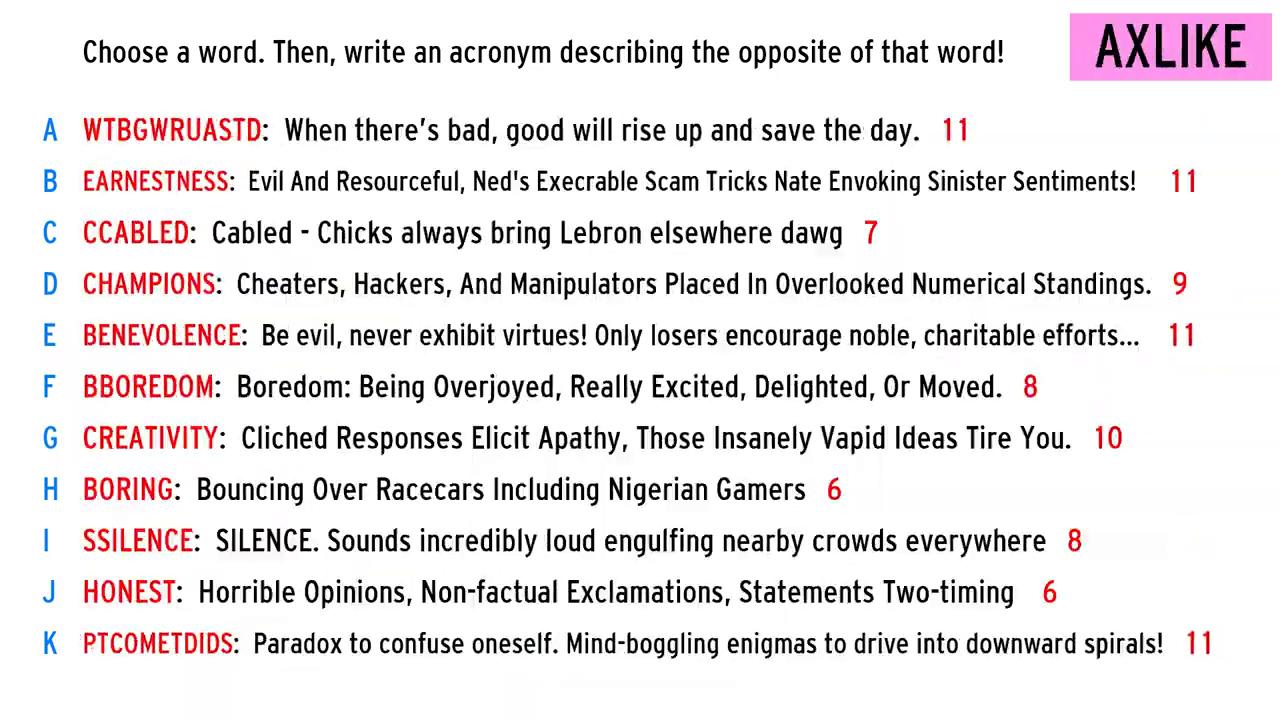 Choose a word. Then, write an acronym describing the opposite of that word!
AXLIKE
A WTBGWRUASTD: When there's bad, good will rise up and save the day. 11
B EARNESTNESS: Evil And Resourceful, Ned's Execrable Scam Tricks Nate Envoking Sinister Sentiments! 11
C CCABLED: Cabled - Chicks always bring Lebron elsewhere dawg 7
D CHAMPIONS: Cheaters, Hackers, And Manipulators Placed In Overlooked Numerical Standings. 9
E BENEVOLENCE: Be evil, never exhibit virtues! Only losers encourage noble, charitable efforts... 11
F BBOREDOM: Boredom: Being Overjoyed, Really Excited, Delighted, Or Moved. 8
G CREATIVITY: Cliched Responses Elicit Apathy, Those Insanely Vapid Ideas Tire You. 10
H BORING: Bouncing Over Racecars Including Nigerian Gamers 6
I SSILENCE: SILENCE. Sounds incredibly loud engulfing nearby crowds everywhere 8
J HONEST: Horrible Opinions, Non-factual Exclamations, Statements Two-timing 6
K PTCOMETDIDS: Paradox to confuse oneself. Mind-boggling enigmas to drive into downward spirals! 11